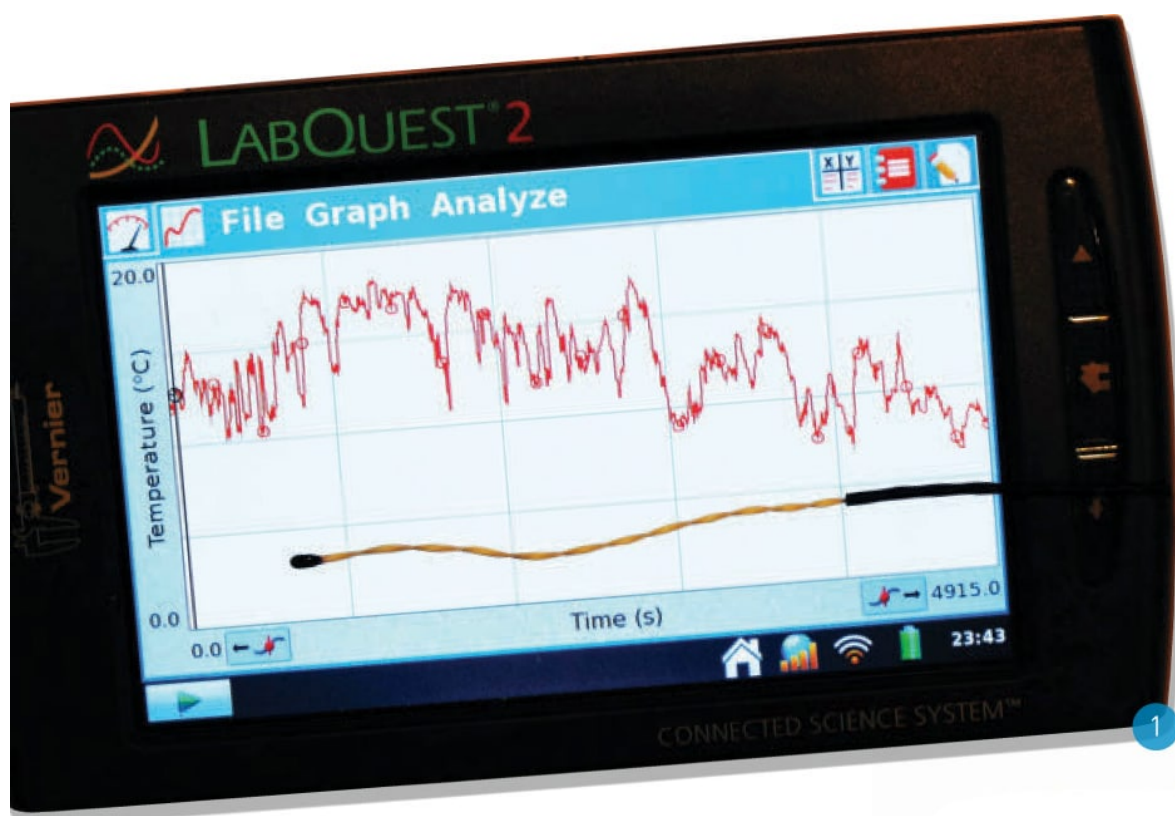 LABQUEST® 2
X Y
File Graph Analyze
20.0
Temperature (°C)
Vernier
0.0
0.0
Time (s)
4915.0
23:43
CONNECTED SCIENCE SYSTEM™
1